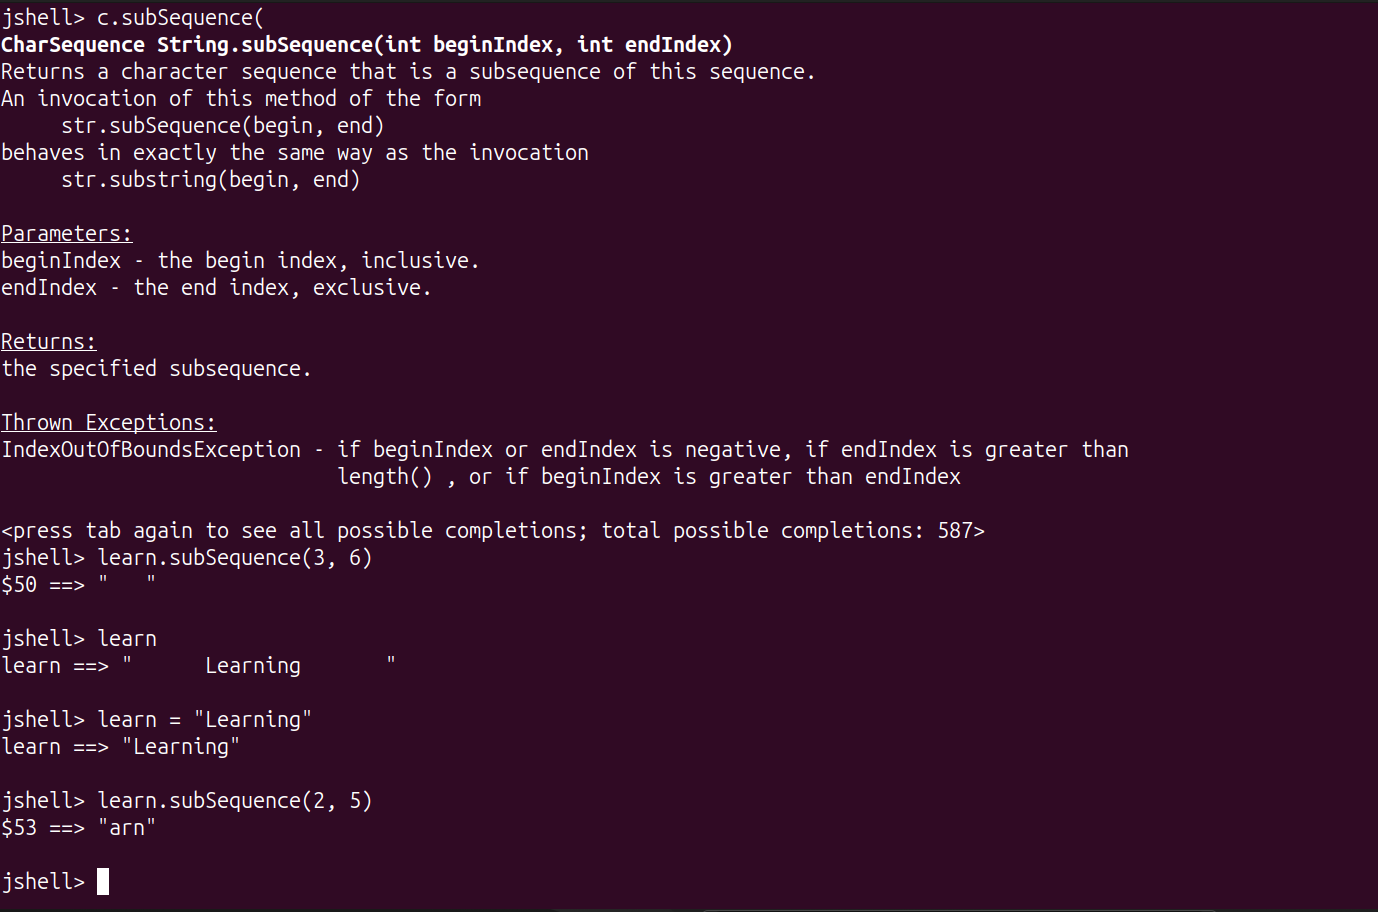 jshell> c.subSequence(
CharSequence String.subSequence(int beginIndex, int endIndex)
Returns a character sequence that is a subsequence of this sequence.
An invocation of this method of the form
     str.subSequence(begin, end)
behaves in exactly the same way as the invocation
     str.substring(begin, end)

Parameters:
beginIndex - the begin index, inclusive.
endIndex - the end index, exclusive.

Returns:
the specified subsequence.

Thrown Exceptions:
IndexOutOfBoundsException - if beginIndex or endIndex is negative, if endIndex is greater than
                            length() , or if beginIndex is greater than endIndex

<press tab again to see all possible completions; total possible completions: 587>
jshell> learn.subSequence(3, 6)
$50 ==> "   "

jshell> learn
learn ==> "      Learning       "

jshell> learn = "Learning"
learn ==> "Learning"

jshell> learn.subSequence(2, 5)
$53 ==> "arn"

jshell>